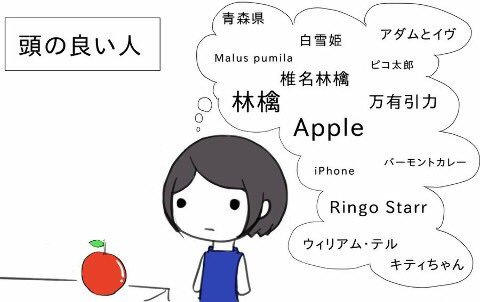 頭の良い人
青森県
白雪姫
アダムとイヴ
Malus pumila
ピコ太郎
椎名林檎
林檎
万有引力
Apple
バーモントカレー
iPhone
Ringo Starr
ウィリアム・テル
キティちゃん